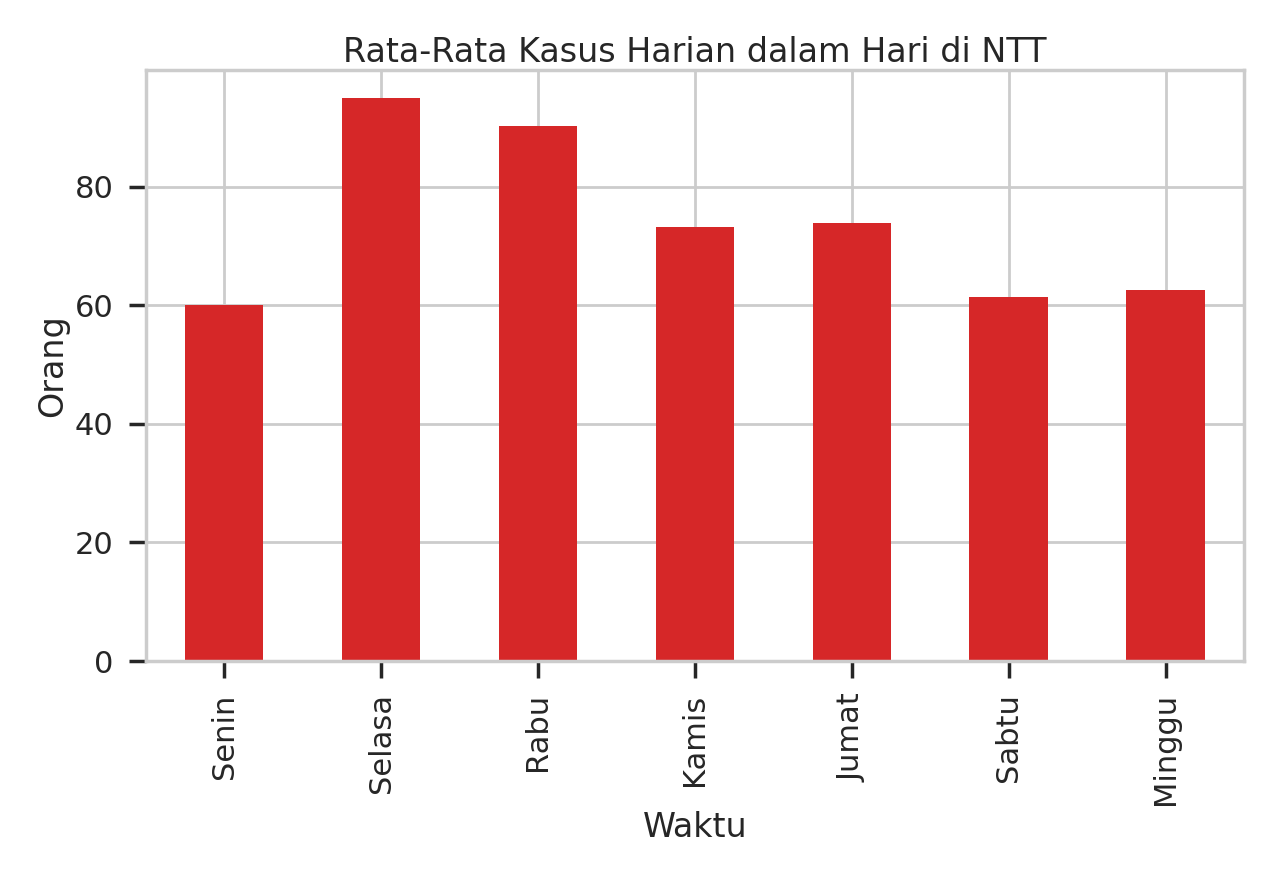 Rata-Rata Kasus Harian dalam Hari di NTT
Orang
80
60
40
20
0
Senin
Selasa
Rabu
Kamis
Jumat
Sabtu
Minggu
Waktu